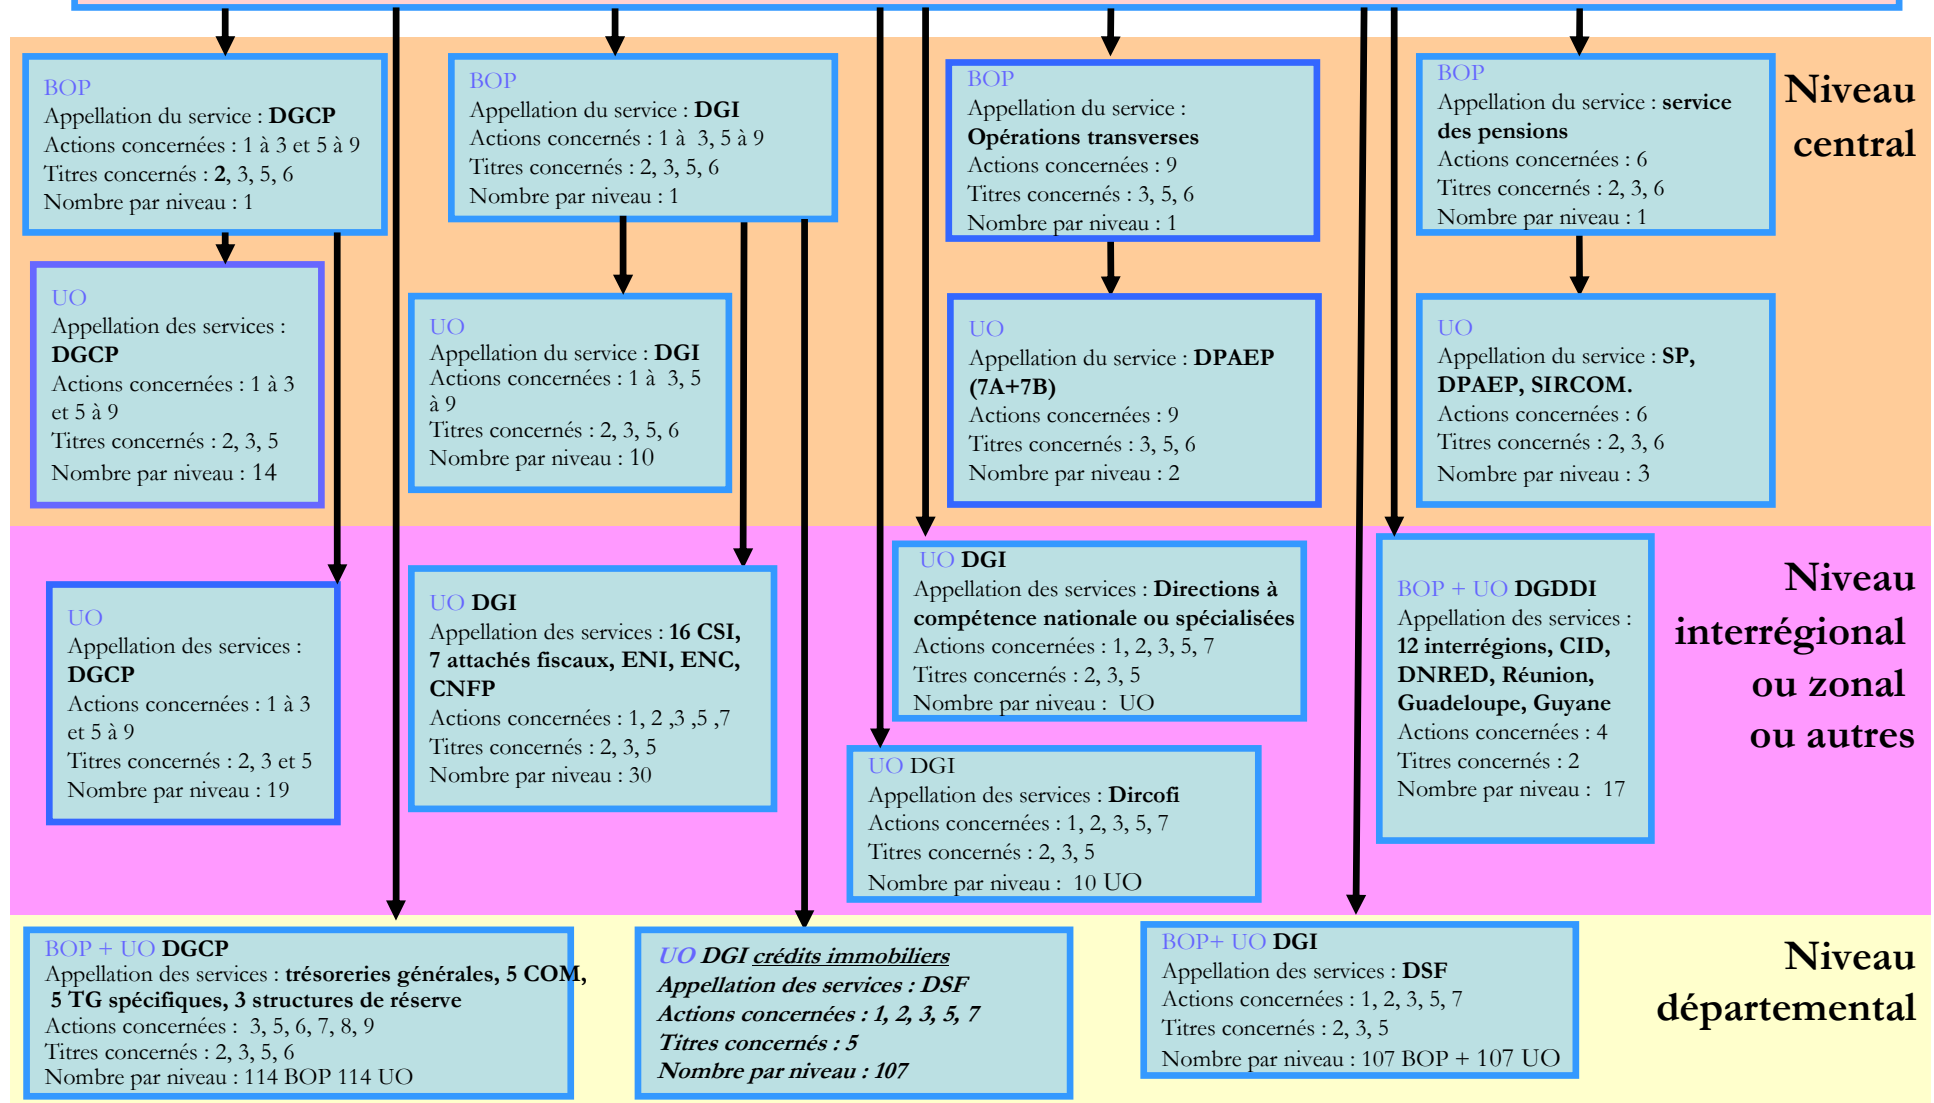 BOP
Appellation du service : DGCP
Actions concernées : 1 à 3 et 5 à 9
Titres concernés : 2, 3, 5, 6
Nombre par niveau : 1
BOP
Appellation du service : DGI
Actions concernées : 1 à  3, 5 à 9
Titres concernés : 2, 3, 5, 6
Nombre par niveau : 1
BOP
Appellation du service :
Opérations transverses
Actions concernées : 9
Titres concernés : 3, 5, 6
Nombre par niveau : 1
BOP
Appellation du service : service
des pensions
Actions concernées : 6
Titres concernés : 2, 3, 6
Nombre par niveau : 1
Niveau
central
UO
Appellation des services :
DGCP
Actions concernées : 1 à 3
et 5 à 9
Titres concernés : 2, 3, 5
Nombre par niveau : 14
UO
Appellation du service : DGI
Actions concernées : 1 à  3, 5
à 9
Titres concernés : 2, 3, 5, 6
Nombre par niveau : 10
UO
Appellation du service : DPAEP
(7A+7B)
Actions concernées : 9
Titres concernés : 3, 5, 6
Nombre par niveau : 2
UO
Appellation du service : SP,
DPAEP, SIRCOM.
Actions concernées : 6
Titres concernés : 2, 3, 6
Nombre par niveau : 3
UO
Appellation des services :
DGCP
Actions concernées : 1 à 3
et 5 à 9
Titres concernés : 2, 3 et 5
Nombre par niveau : 19
UO DGI
Appellation des services : 16 CSI,
7 attachés fiscaux, ENI, ENC,
CNFP
Actions concernées : 1, 2 ,3 ,5 ,7
Titres concernés : 2, 3, 5
Nombre par niveau : 30
UO DGI
Appellation des services : Directions à
compétence nationale ou spécialisées
Actions concernées : 1, 2, 3, 5, 7
Titres concernés : 2, 3, 5
Nombre par niveau :  UO
UO DGI
Appellation des services : Dircofi
Actions concernées : 1, 2, 3, 5, 7
Titres concernés : 2, 3, 5
Nombre par niveau :  10 UO
BOP + UO DGDDI
Appellation des services :
12 interrégions, CID,
DNRED, Réunion,
Guadeloupe, Guyane
Actions concernées : 4
Titres concernés : 2
Nombre par niveau :  17
Niveau
interrégional
ou zonal
ou autres
BOP + UO DGCP
Appellation des services : trésoreries générales, 5 COM,
5 TG spécifiques, 3 structures de réserve
Actions concernées :  3, 5, 6, 7, 8, 9
Titres concernés : 2, 3, 5, 6
Nombre par niveau : 114 BOP 114 UO
UO DGI crédits immobiliers
Appellation des services : DSF
Actions concernées : 1, 2, 3, 5, 7
Titres concernés : 5
Nombre par niveau : 107
BOP+ UO DGI
Appellation des services : DSF
Actions concernées : 1, 2, 3, 5, 7
Titres concernés : 2, 3, 5
Nombre par niveau : 107 BOP + 107 UO
Niveau
départemental